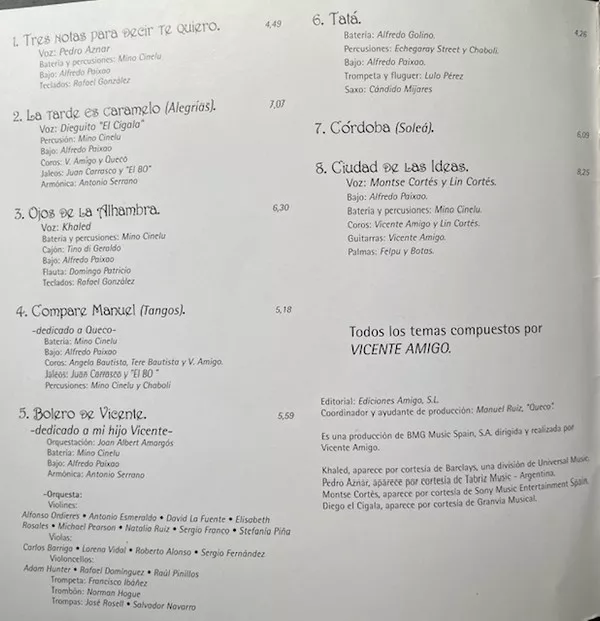 1. Tres notas para decir te quiero. 4,49
Voz: Pedro Aznar
Bateria y percusiones: Mino Cinelu
Bajo: Alfredo Paixao
Teclados: Rafael González
2. La tarde es caramelo (Alegrías). 7,07
Voz: Dieguito "El Cigala"
Percusión: Mino Cinelu
Bajo: Alfredo Paixao
Coros: V. Amigo y Queco
Jaleos: Juan Carrasco y "El BO"
Armónica: Antonio Serrano
3. Ojos de la Alhambra. 6,30
Voz: Khaled
Bateria y percusiones: Mino Cinelu
Cajón: Tino di Geraldo
Bajo: Alfredo Paixao
Flauta: Domingo Patricio
Teclados: Rafael González
4. Compare Manuel (Tangos). 5,18
-dedicado a Queco-
Bateria: Mino Cinelu
Bajo: Alfredo Paixao
Coros: Angela Bautista, Tere Bautista y V. Amigo.
Jaleos: Juan Carrasco y "El BO"
Percusiones: Mino Cinelu y Chaboli
5. Bolero de Vicente. 5,59
-dedicado a mi hijo Vicente-
Orquestación: Joan Albert Amargós
Bateria: Mino Cinelu
Bajo: Alfredo Paixao
Armónica: Antonio Serrano
-Orquesta:
Violines:
Alfonso Ordierres • Antonio Esmeraldo • David La Fuente • Elisabeth
Rosales • Michael Pearson • Natalia Ruiz • Sergio Franco • Stefania Piña
Violas:
Carlos Barriga • Lorena Vidal • Roberto Alonso • Sergio Fernández
Violoncellos:
Adam Hunter • Rafael Dominguez • Raúl Pinillos
Trompeta: Francisco Ibáñez
Trombón: Norman Hogue
Trompas: José Rosell • Salvador Navarro
6. Tatá. 4,26
Bateria: Alfredo Golino.
Percusiones: Echegaray Street y Chaboli.
Bajo: Alfredo Paixao.
Trompeta y fluguer: Lulo Pérez
Saxo: Cándido Mijares
7. Córdoba (Soleá). 6,09
8. Ciudad de las Ideas. 8,25
Voz: Montse Cortés y Lin Cortés.
Bajo: Alfredo Paixao.
Bateria y percusiones: Mino Cinelu.
Coros: Vicente Amigo y Lin Cortés.
Guitarras: Vicente Amigo.
Palmas: Felpu y Botas.
Todos los temas compuestos por
VICENTE AMIGO.
Editorial: Ediciones Amigo, S.L.
Coordinador y ayudante de producción: Manuel Ruiz, "Queco".
Es una producción de BMG Music Spain, S.A. dirigida y realizada por
Vicente Amigo.
Khaled, aparece por cortesía de Barclays, una división de Universal Music.
Pedro Aznar, aparece por cortesía de Tabriz Music - Argentina.
Montse Cortés, aparece por cortesía de Sony Music Entertainment Spain.
Diego el Cigala, aparece por cortesía de Granvia Musical.